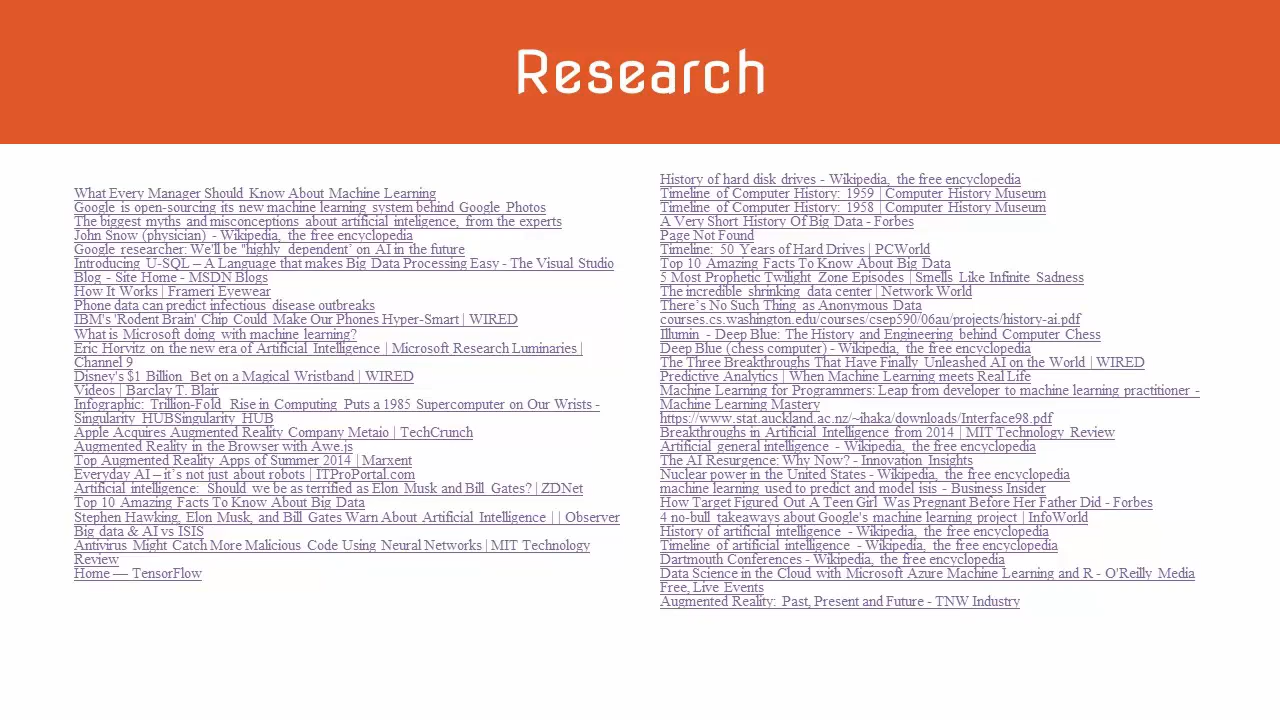 Research
What Every Manager Should Know About Machine Learning
Google is open-sourcing its new machine learning system behind Google Photos
The biggest myths and misconceptions about artificial inteligence, from the experts
John Snow (physician) - Wikipedia, the free encyclopedia
Google researcher: We'll be "highly dependent' on AI in the future
Introducing U-SQL – A Language that makes Big Data Processing Easy - The Visual Studio
Blog - Site Home - MSDN Blogs
How It Works | Frameri Eyewear
Phone data can predict infectious disease outbreaks
IBM's 'Rodent Brain' Chip Could Make Our Phones Hyper-Smart | WIRED
What is Microsoft doing with machine learning?
Eric Horvitz on the new era of Artificial Intelligence | Microsoft Research Luminaries |
Channel 9
Disney's $1 Billion Bet on a Magical Wristband | WIRED
Videos | Barclay T. Blair
Infographic: Trillion-Fold Rise in Computing Puts a 1985 Supercomputer on Our Wrists -
Singularity HUBSingularity HUB
Apple Acquires Augmented Reality Company Metaio | TechCrunch
Augmented Reality in the Browser with Awe.js
Top Augmented Reality Apps of Summer 2014 | Marxent
Everyday AI – it’s not just about robots | ITProPortal.com
Artificial intelligence: Should we be as terrified as Elon Musk and Bill Gates? | ZDNet
Top 10 Amazing Facts To Know About Big Data
Stephen Hawking, Elon Musk, and Bill Gates Warn About Artificial Intelligence | | Observer
Big data & AI vs ISIS
Antivirus Might Catch More Malicious Code Using Neural Networks | MIT Technology
Review
Home — TensorFlow
History of hard disk drives - Wikipedia, the free encyclopedia
Timeline of Computer History: 1959 | Computer History Museum
Timeline of Computer History: 1958 | Computer History Museum
A Very Short History Of Big Data - Forbes
Page Not Found
Timeline: 50 Years of Hard Drives | PCWorld
Top 10 Amazing Facts To Know About Big Data
5 Most Prophetic Twilight Zone Episodes | Smells Like Infinite Sadness
The incredible shrinking data center | Network World
There’s No Such Thing as Anonymous Data
courses.cs.washington.edu/courses/csep590/06au/projects/history-ai.pdf
Illumin - Deep Blue: The History and Engineering behind Computer Chess
Deep Blue (chess computer) - Wikipedia, the free encyclopedia
The Three Breakthroughs That Have Finally Unleashed AI on the World | WIRED
Predictive Analytics | When Machine Learning meets Real Life
Machine Learning for Programmers: Leap from developer to machine learning practitioner -
Machine Learning Mastery
https://www.stat.auckland.ac.nz/~ihaka/downloads/Interface98.pdf
Breakthroughs in Artificial Intelligence from 2014 | MIT Technology Review
Artificial general intelligence - Wikipedia, the free encyclopedia
The AI Resurgence: Why Now? - Innovation Insights
Nuclear power in the United States - Wikipedia, the free encyclopedia
machine learning used to predict and model isis - Business Insider
How Target Figured Out A Teen Girl Was Pregnant Before Her Father Did - Forbes
4 no-bull takeaways about Google's machine learning project | InfoWorld
History of artificial intelligence - Wikipedia, the free encyclopedia
Timeline of artificial intelligence - Wikipedia, the free encyclopedia
Dartmouth Conferences - Wikipedia, the free encyclopedia
Data Science in the Cloud with Microsoft Azure Machine Learning and R - O'Reilly Media
Free, Live Events
Augmented Reality: Past, Present and Future - TNW Industry